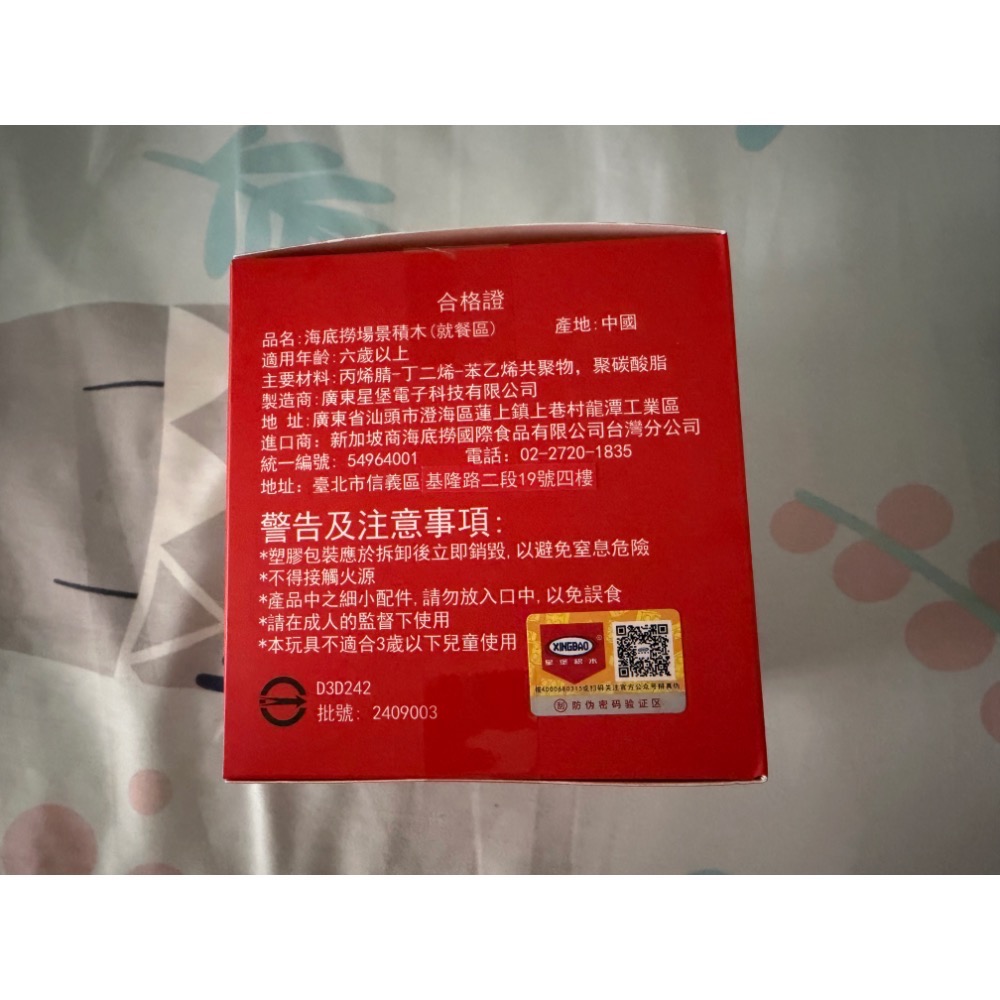 合格證
品名:海底撈場景積木(就餐區) 產地:中國
適用年齡:六歲以上
主要材料:丙烯腈-丁二烯-苯乙烯共聚物, 聚碳酸脂
製造商:廣東星堡電子科技有限公司
地 址:廣東省汕頭市澄海區蓮上鎮上巷村龍潭工業區
進口商: 新加坡商海底撈國際食品有限公司台灣分公司
統一編號: 54964001 電話: 02-2720-1835
地址: 臺北市信義區 基隆路二段19號四樓
警告及注意事項:
*塑膠包裝應於拆卸後立即銷毀, 以避免窒息危險
*不得接觸火源
*產品中之細小配件, 請勿放入口中, 以免誤食
*請在成人的監督下使用
*本玩具不適合3歲以下兒童使用
XINGBAO ®
星堡积木
防 防伪密码验证区
D3D242
批號: 2409003